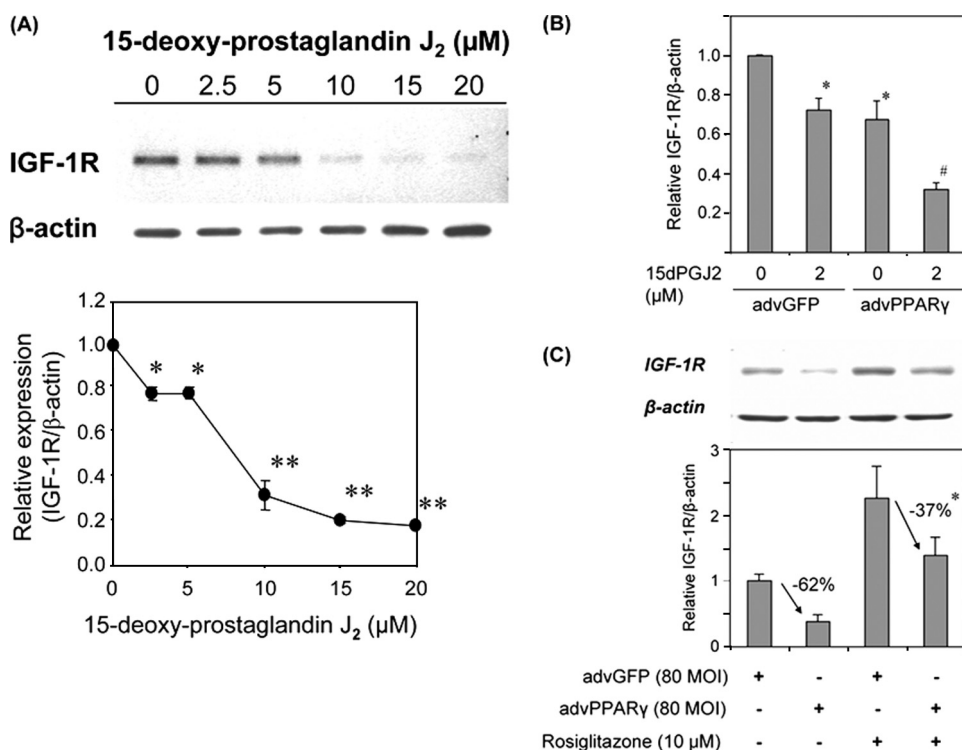 (A)
15-deoxy-prostaglandin J2 (μM)
0 2.5 5 10 15 20
IGF-1R
β-actin
1.2
1.0
0.8
0.6
0.4
0.2
0.0
Relative expression
(IGF-1R/β-actin)
* * ** ** **
0 5 10 15 20
15-deoxy-prostaglandin J2 (μM)
(B)
Relative IGF-1R/β-actin
1.0
0.8
0.6
0.4
0.2
* * #
15dPGJ2 0 2 0 2
(μM)
advGFP advPPARγ
(C)
IGF-1R
β-actin
Relative IGF-1R/β-actin
3
2
1
0
-62%
-37% *
advGFP (80 MOI) + - + -
advPPARγ (80 MOI) - + - +
Rosiglitazone (10 μM) - - + +